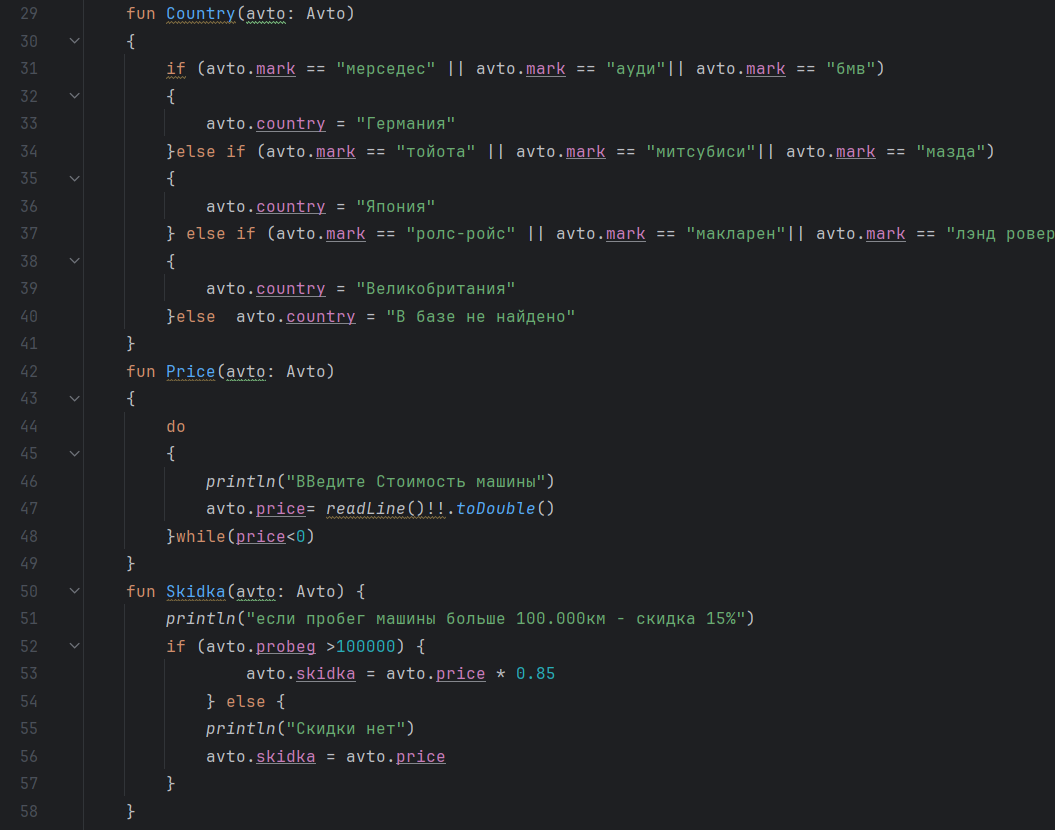 29 fun Country(avto: Avto)
30 {
31 if (avto.mark == "мерседес" || avto.mark == "ауди"|| avto.mark == "бмв")
32 {
33 avto.country = "Германия"
34 }else if (avto.mark == "тойота" || avto.mark == "митсубиси"|| avto.mark == "мазда")
35 {
36 avto.country = "Япония"
37 } else if (avto.mark == "ролс-ройс" || avto.mark == "макларен"|| avto.mark == "лэнд ровер
38 {
39 avto.country = "Великобритания"
40 }else  avto.country = "В базе не найдено"
41 }
42 fun Price(avto: Avto)
43 {
44 do
45 {
46 println("ВВедите Стоимость машины")
47 avto.price= readLine()!!.toDouble()
48 }while(price<0)
49 }
50 fun Skidka(avto: Avto) {
51 println("если пробег машины больше 100.000км - скидка 15%")
52 if (avto.probeg >100000) {
53 avto.skidka = avto.price * 0.85
54 } else {
55 println("Скидки нет")
56 avto.skidka = avto.price
57 }
58 }